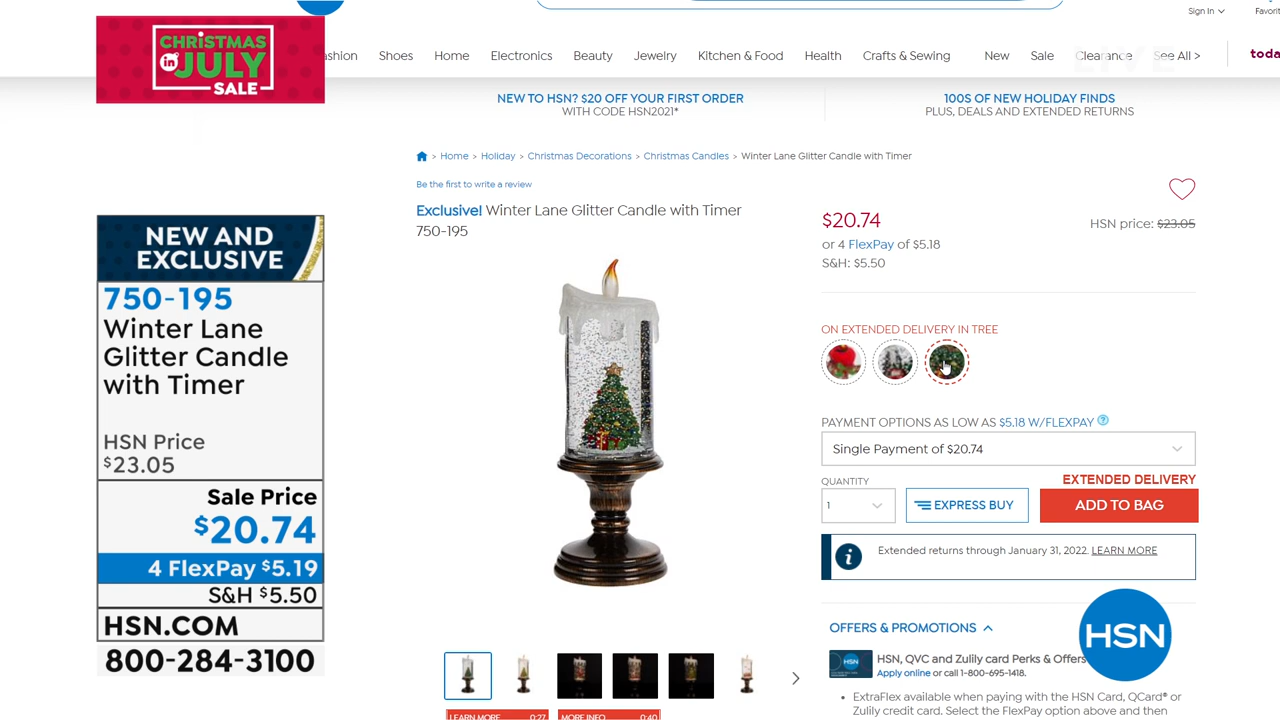 Sign In
CHRISTMAS
in
JULY
SALE
Shoes
Home
Electronics
Beauty
Jewelry
Kitchen & Food
Health
Crafts & Sewing
New
Sale
Clearance
See All >
NEW TO HSN? $20 OFF YOUR FIRST ORDER
WITH CODE HSN2021*
100S OF NEW HOLIDAY FINDS
PLUS, DEALS AND EXTENDED RETURNS
> Home > Holiday > Christmas Decorations > Christmas Candles > Winter Lane Glitter Candle with Timer
Be the first to write a review
Exclusive! Winter Lane Glitter Candle with Timer
750-195
$20.74
HSN price: $23.05
or 4 FlexPay of $5.18
S&H: $5.50
NEW AND
EXCLUSIVE
750-195
Winter Lane
Glitter Candle
with Timer
HSN Price
$23.05
Sale Price
$20.74
4 FlexPay $5.19
S&H $5.50
HSN.COM
800-284-3100
ON EXTENDED DELIVERY IN TREE
PAYMENT OPTIONS AS LOW AS $5.18 W/FLEXPAY ?
Single Payment of $20.74
QUANTITY
1
EXPRESS BUY
EXTENDED DELIVERY
ADD TO BAG
i
Extended returns through January 31, 2022. LEARN MORE
OFFERS & PROMOTIONS
HSN
HSN
HSN, QVC and Zulily card Perks & Offers
Apply online or call 1-800-695-1418.
• ExtraFlex available when paying with the HSN Card, QCard® or
Zulily credit card. Select the FlexPay option above and then
LEARN MORE 0:27
MORE INFO 0:40